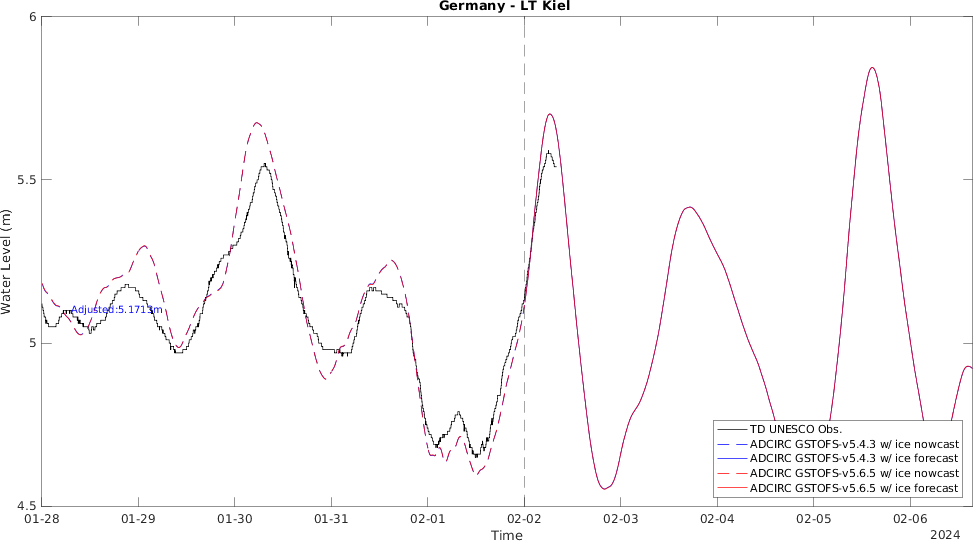 Germany - LT Kiel
6
5.5
5
4.5
Water Level (m)
Adjusted:5.1713m
TD UNESCO Obs.
ADCIRC GSTOFS-v5.4.3 w/ ice nowcast
ADCIRC GSTOFS-v5.4.3 w/ ice forecast
ADCIRC GSTOFS-v5.6.5 w/ ice nowcast
ADCIRC GSTOFS-v5.6.5 w/ ice forecast
01-28 01-29 01-30 01-31 02-01 02-02 02-03 02-04 02-05 02-06
Time
2024